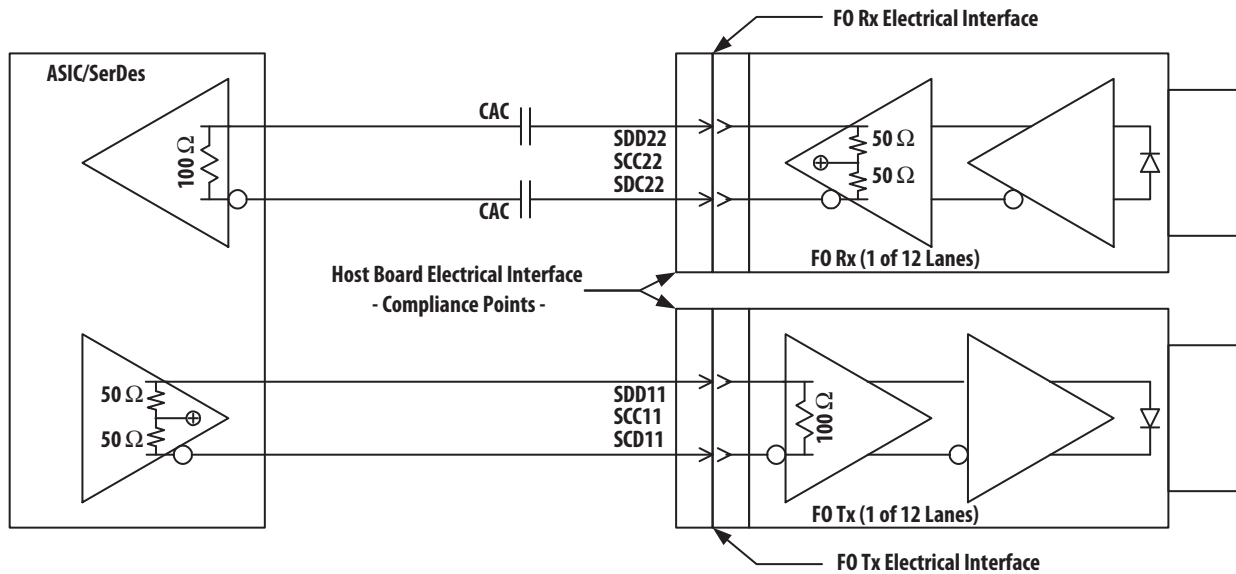 FO Rx Electrical Interface
ASIC/SerDes
CAC
100 Ω
SDD22
SCC22
SDC22
50 Ω
50 Ω
CAC
FO Rx (1 of 12 Lanes)
Host Board Electrical Interface
- Compliance Points -
50 Ω
50 Ω
SDD11
SCC11
SCD11
100 Ω
FO Tx (1 of 12 Lanes)
FO Tx Electrical Interface